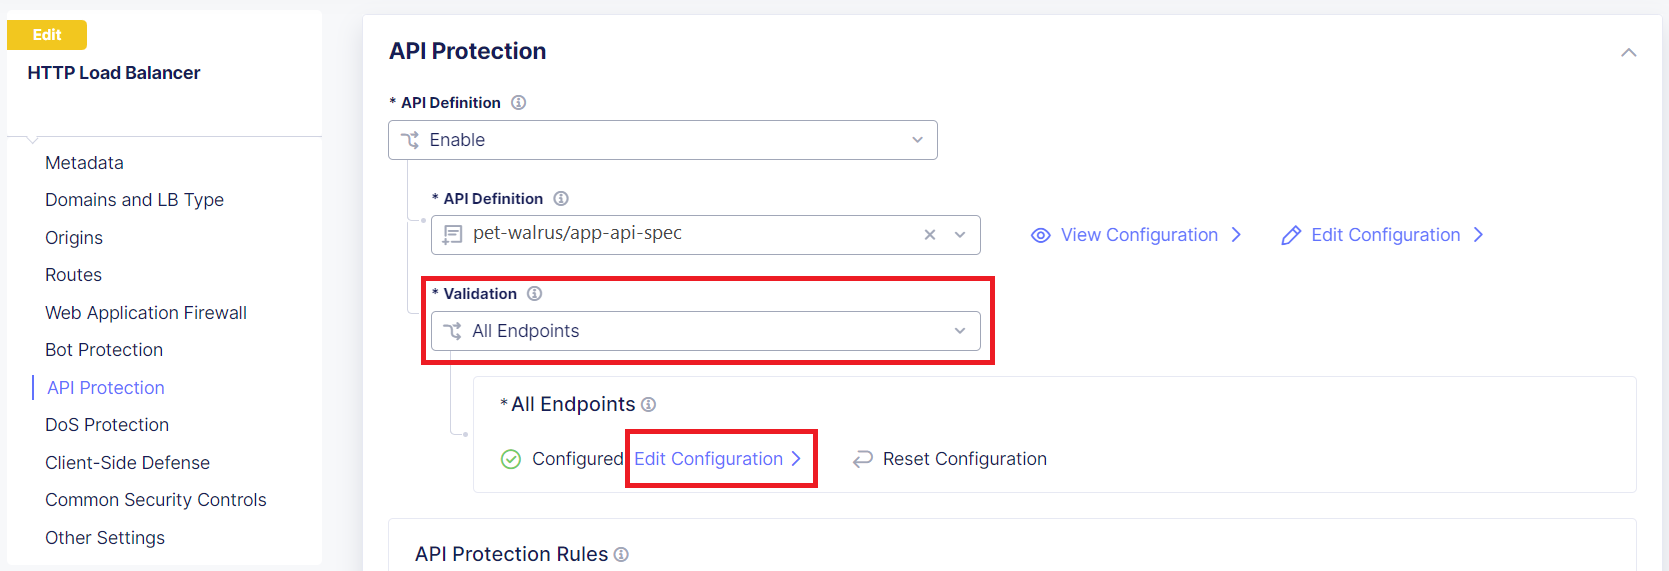 Edit
HTTP Load Balancer
Metadata
Domains and LB Type
Origins
Routes
Web Application Firewall
Bot Protection
API Protection
DoS Protection
Client-Side Defense
Common Security Controls
Other Settings
API Protection
* API Definition
Enable
* API Definition
pet-walrus/app-api-spec
View Configuration
Edit Configuration
* Validation
All Endpoints
* All Endpoints
Configured Edit Configuration
Reset Configuration
API Protection Rules